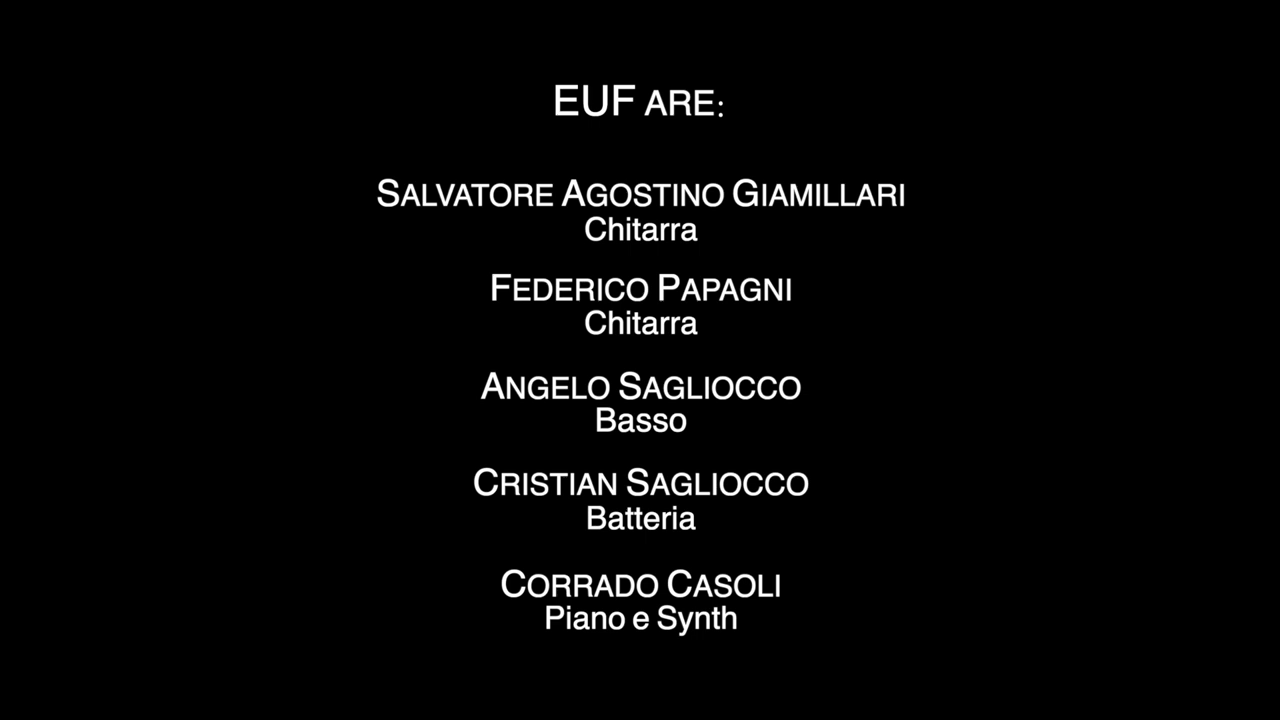 EUF ARE:
SALVATORE AGOSTINO GIAMILLARI
Chitarra
FEDERICO PAPAGNI
Chitarra
ANGELO SAGLIOCCO
Basso
CRISTIAN SAGLIOCCO
Batteria
CORRADO CASOLI
Piano e Synth